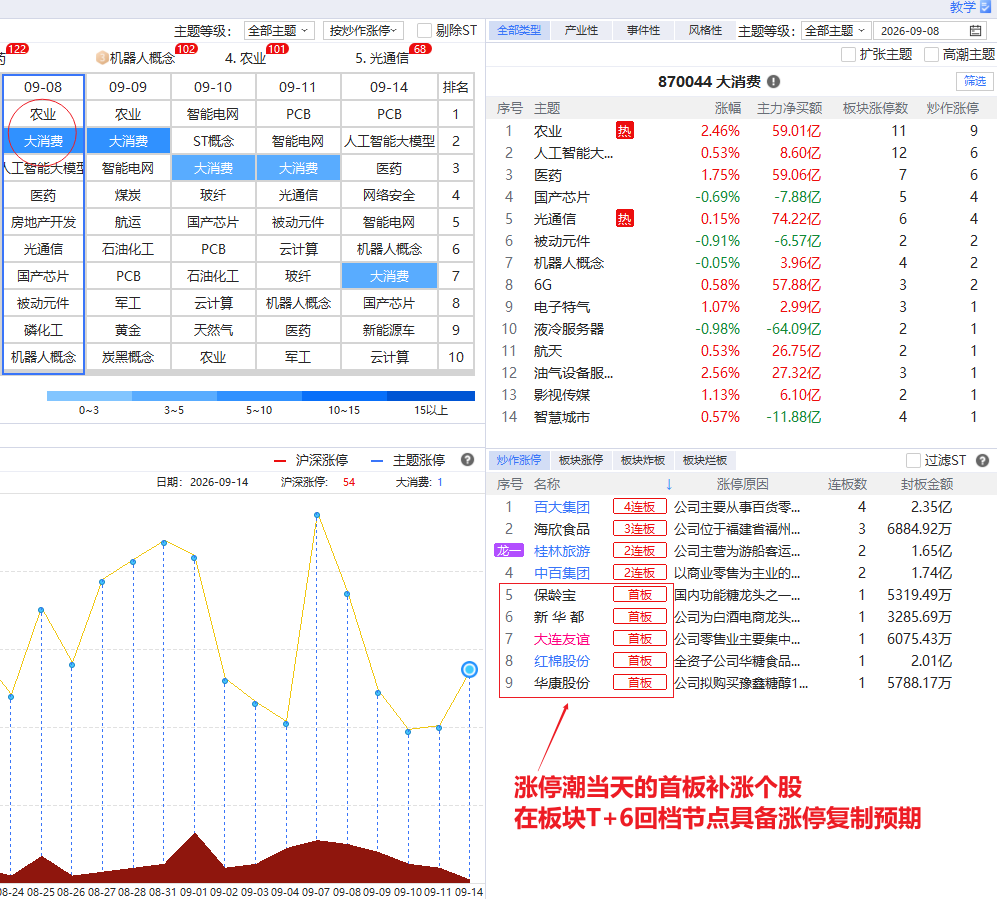 教学
主题等级： 全部主题 按炒作涨停 剔除ST
122 102 101 68
机器人概念 4. 农业 5. 光通信
09-08 09-09 09-10 09-11 09-14 排名
农业 农业 智能电网 PCB PCB 1
大消费 大消费 ST概念 智能电网 人工智能大模型 2
人工智能大模型 智能电网 大消费 大消费 医药 3
医药 煤炭 玻纤 光通信 网络安全 4
房地产开发 航运 国产芯片 被动元件 智能电网 5
光通信 石油化工 PCB 云计算 机器人概念 6
国产芯片 PCB 石油化工 玻纤 大消费 7
被动元件 军工 云计算 机器人概念 国产芯片 8
磷化工 黄金 天然气 医药 新能源车 9
机器人概念 炭黑概念 农业 军工 云计算 10
0~3 3~5 5~10 10~15 15以上
沪深涨停 主题涨停 ?
日期： 2026-09-14 沪深涨停： 54 大消费： 1
08-24 08-25 08-26 08-27 08-28 08-31 09-01 09-02 09-03 09-04 09-07 09-08 09-09 09-10 09-11 09-14
全部类型 产业性 事件性 风格性 主题等级： 全部主题 2026-09-08
扩张主题 高潮主题
870044 大消费 ! 筛选
序号 主题 涨幅 主力净买额 板块涨停数 炒作涨停
1 农业 热 2.46% 59.01亿 11 9
2 人工智能大... 0.53% 8.60亿 12 6
3 医药 1.75% 59.06亿 7 6
4 国产芯片 -0.69% -7.88亿 5 4
5 光通信 热 0.15% 74.22亿 6 4
6 被动元件 -0.91% -6.57亿 2 2
7 机器人概念 -0.05% 3.96亿 4 2
8 6G 0.58% 57.88亿 3 2
9 电子特气 1.07% 2.99亿 3 1
10 液冷服务器 -0.98% -64.09亿 2 1
11 航天 0.53% 26.75亿 2 1
12 油气设备服... 2.56% 27.32亿 3 1
13 影视传媒 1.13% 6.10亿 2 1
14 智慧城市 0.57% -11.88亿 4 1
炒作涨停 板块涨停 板块炸板 板块烂板
过滤ST ?
序号 名称 ↓ 涨停原因 连板数 封板金额
1 百大集团 4连板 公司主要从事百货零... 4 2.35亿
2 海欣食品 3连板 公司位于福建省福州... 3 6884.92万
龙一 桂林旅游 2连板 公司主营为游船客运... 2 1.65亿
4 中百集团 2连板 以商业零售为主业的... 2 1.74亿
5 保龄宝 首板 国内功能糖龙头之一... 1 5319.49万
6 新 华 都 首板 公司为白酒电商龙头... 1 3285.69万
7 大连友谊 首板 公司零售业主要集中... 1 6075.43万
8 红棉股份 首板 全资子公司华糖食品... 1 2.01亿
9 华康股份 首板 公司拟购买豫鑫糖醇1... 1 5788.17万
涨停潮当天的首板补涨个股
在板块T+6回档节点具备涨停复制预期